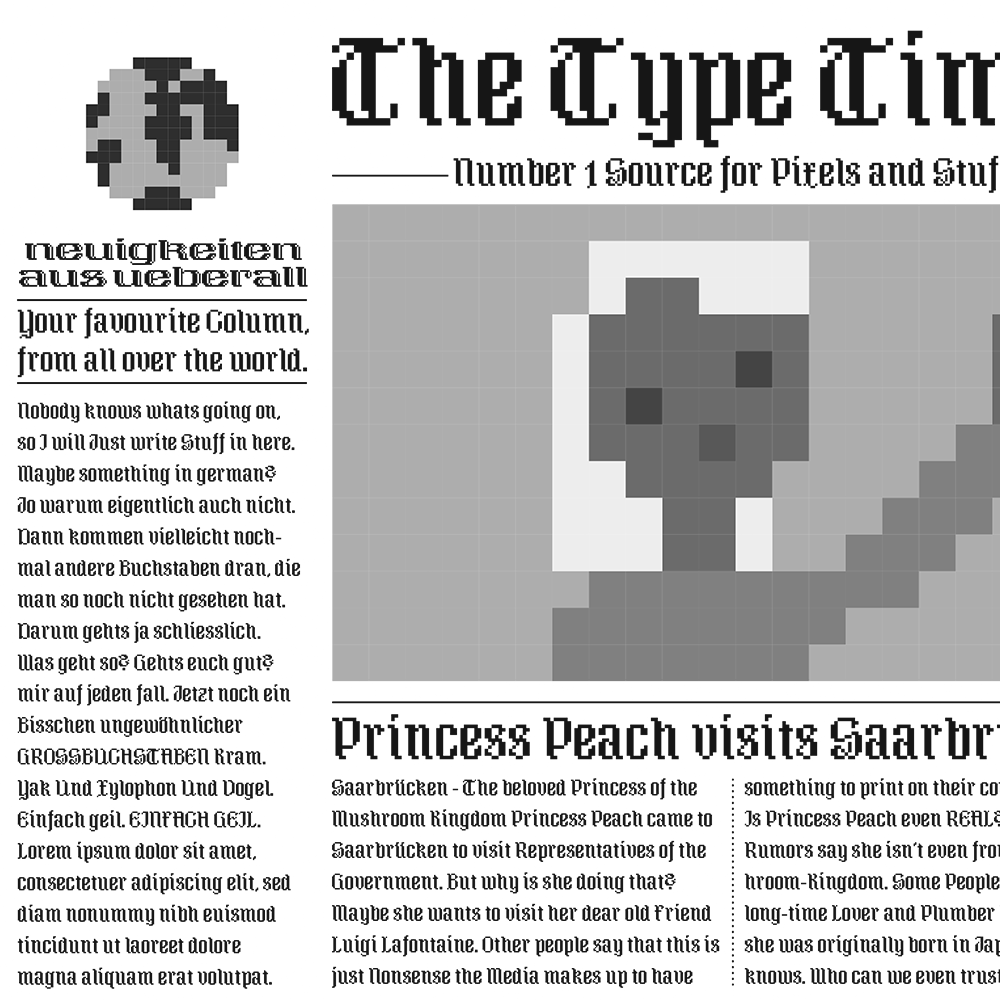 The Type Tim
Number 1 Source for Pixels and Stuf
neuigkeiten
aus ueberall
Your favourite Column,
from all over the world.
Nobody knows whats going on,
so I will Just write Stuff in here.
Maybe something in german?
Jo warum eigentlich auch nicht.
Dann kommen vielleicht noch-
mal andere Buchstaben dran, die
man so noch nicht gesehen hat.
Darum gehts ja schliesslich.
Was geht so? Gehts euch gut?
mir auf jeden fall. Jetzt noch ein
Bisschen ungewöhnlicher
GROSSBUCHSTABEN Kram.
Yak Und Xylophon Und Vogel.
Einfach geil. EINFACH GEIL.
Lorem ipsum dolor sit amet,
consectetuer adipiscing elit, sed
diam nonummy nibh euismod
tincidunt ut laoreet dolore
magna aliquam erat volutpat.
Princess Peach visits Saarbr
Saarbrücken - The beloved Princess of the
Mushroom Kingdom Princess Peach came to
Saarbrücken to visit Representatives of the
Government. But why is she doing that?
Maybe she wants to visit her dear old Friend
Luigi Lafontaine. Other people say that this is
just Nonsense the Media makes up to have
something to print on their co
Is Princess Peach even REAL?
Rumors say she isn't even fro
hroom-Kingdom. Some People
long-time Lover and Plumber
she was originally born in Jap
knows. Who can we even trust